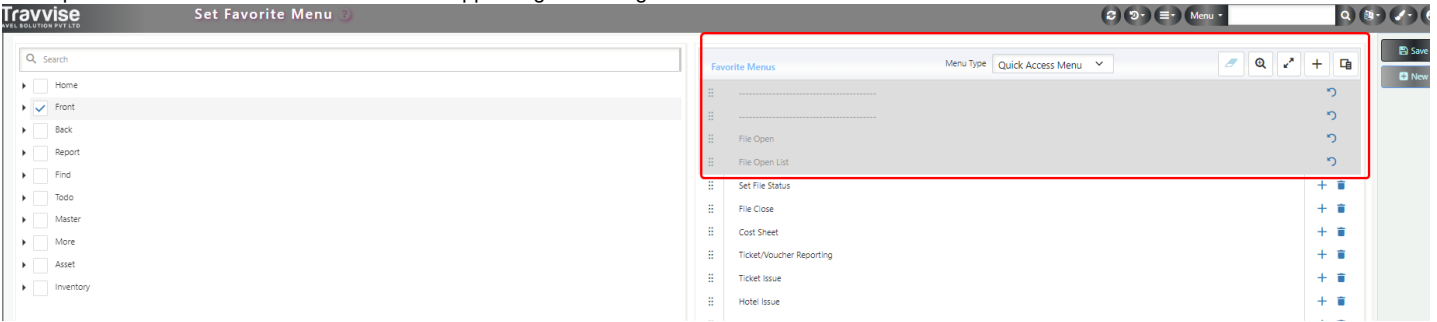 Travvise
AVEL SOLUTION PVT LTD
Set Favorite Menu ?
Menu
Search
Home
Front
Back
Report
Find
Todo
Master
More
Asset
Inventory
Favorite Menus
Menu Type Quick Access Menu
----------------------------------------
----------------------------------------
File Open
File Open List
Set File Status
File Close
Cost Sheet
Ticket/Voucher Reporting
Ticket Issue
Hotel Issue
Save
New